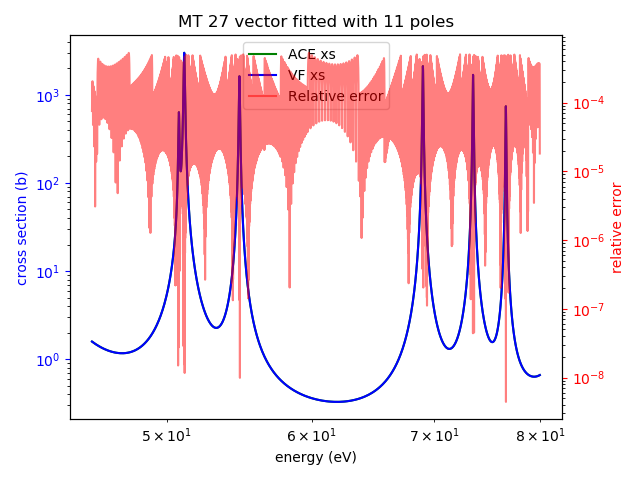 MT 27 vector fitted with 11 poles
ACE xs
VF xs
Relative error
cross section (b)
10³
10²
10¹
10⁰
10⁻⁴
10⁻⁵
10⁻⁶
10⁻⁷
10⁻⁸
relative error
5 × 10¹
6 × 10¹
7 × 10¹
8 × 10¹
energy (eV)